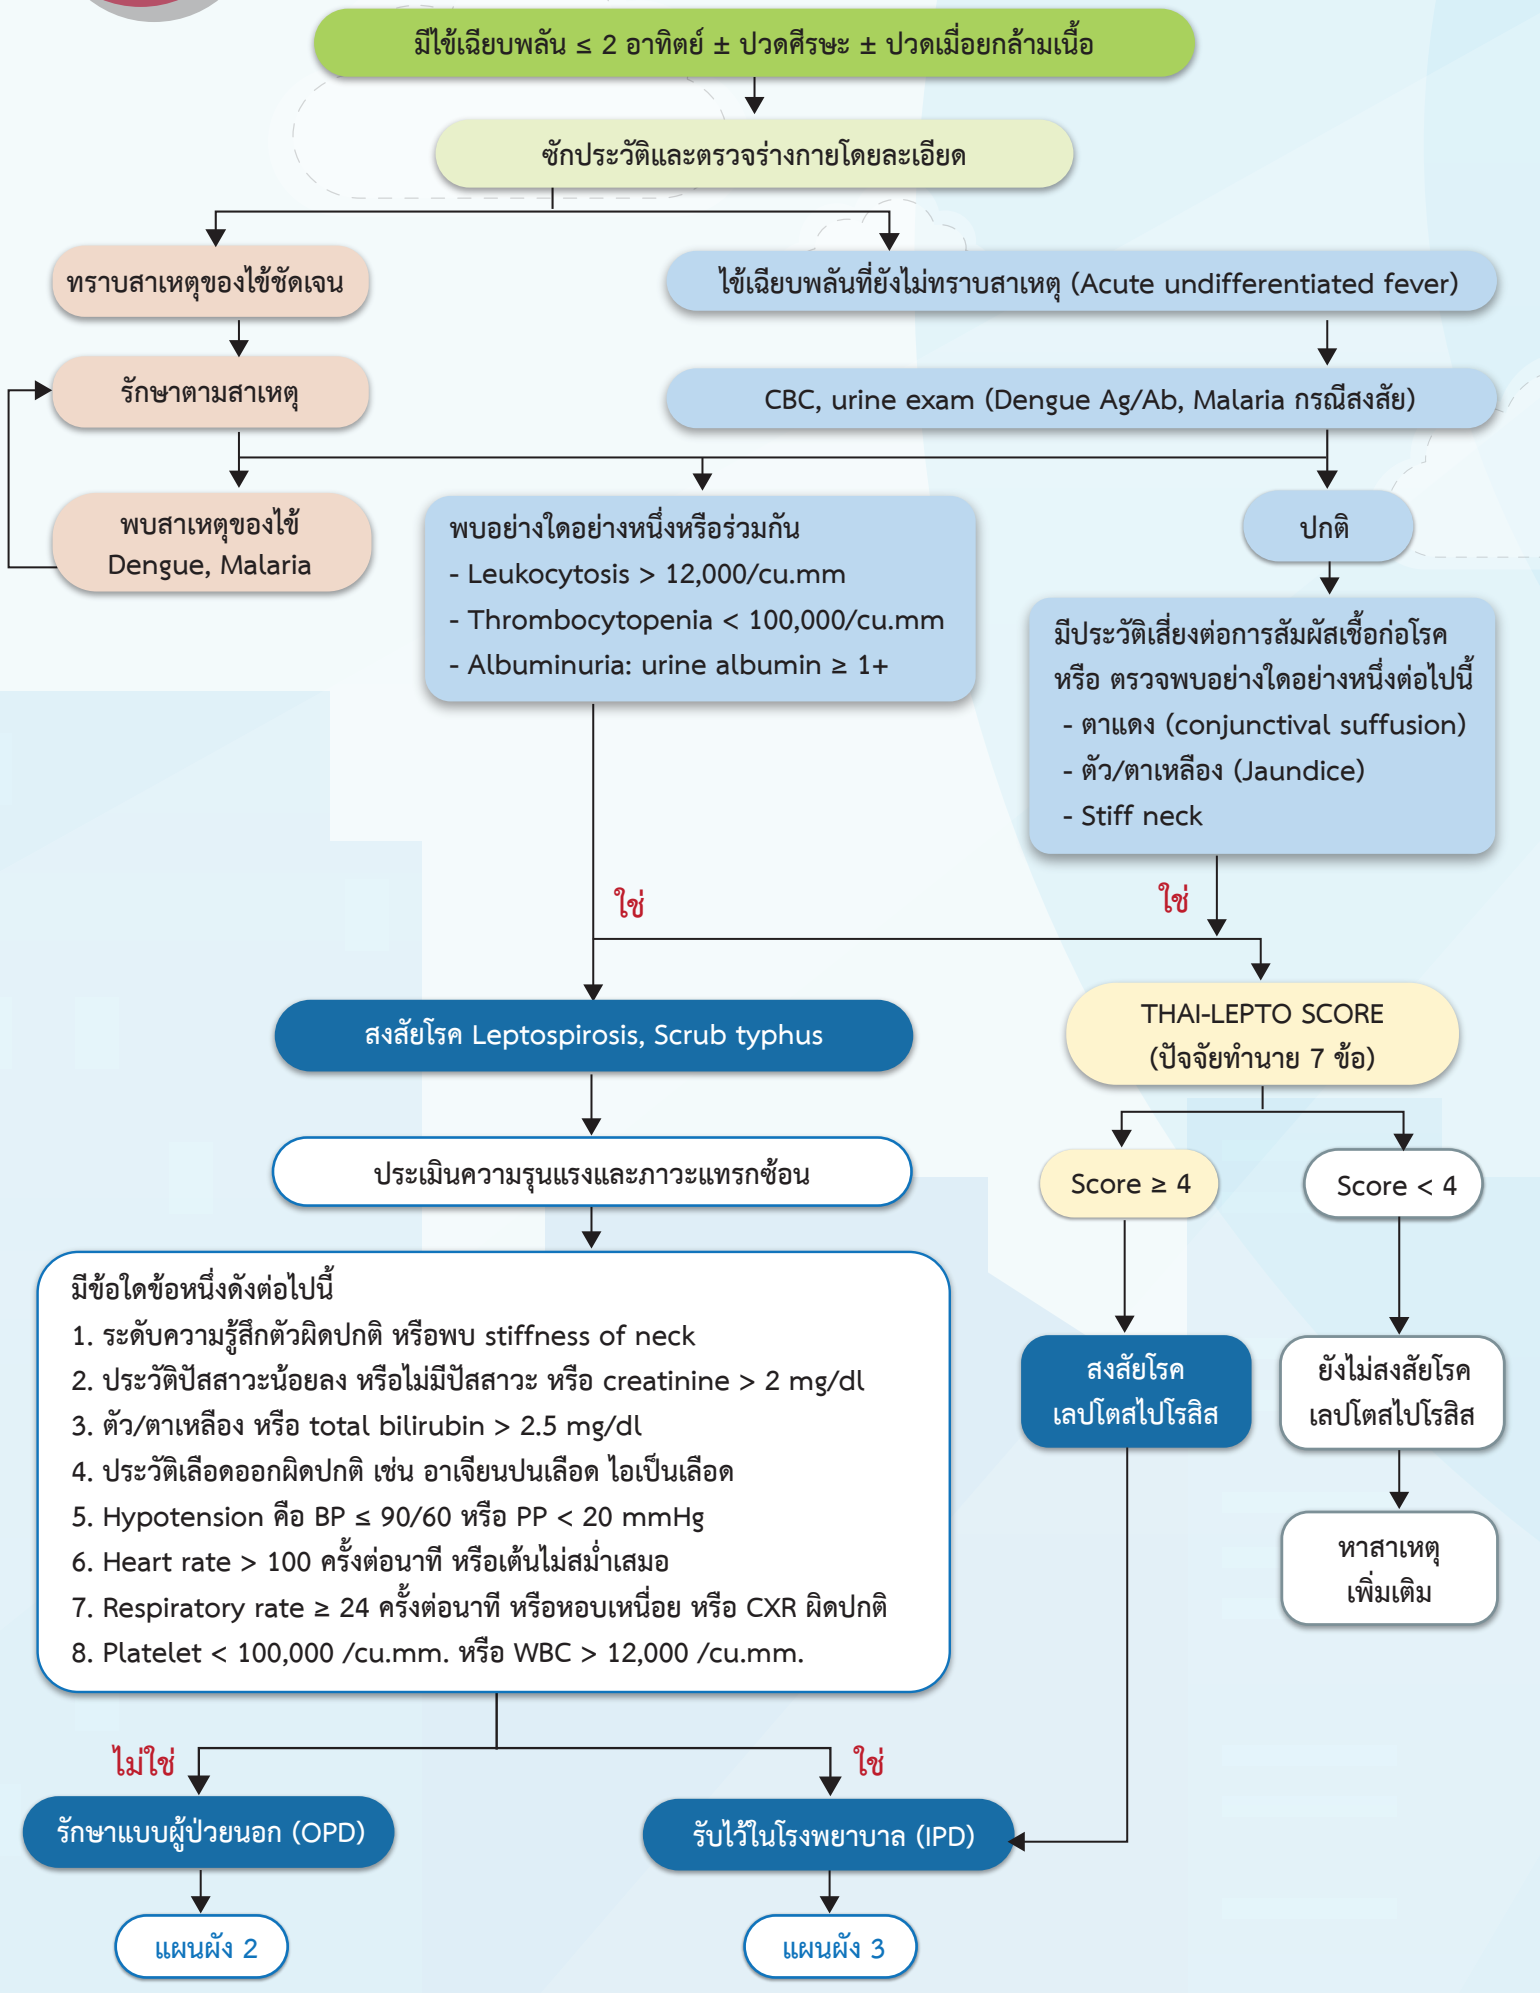 มีไข้เฉียบพลัน ≤ 2 อาทิตย์ ± ปวดศีรษะ ± ปวดเมื่อยกล้ามเนื้อ
ซักประวัติและตรวจร่างกายโดยละเอียด
ทราบสาเหตุของไข้ชัดเจน
ไข้เฉียบพลันที่ยังไม่ทราบสาเหตุ (Acute undifferentiated fever)
รักษาตามสาเหตุ
CBC, urine exam (Dengue Ag/Ab, Malaria กรณีสงสัย)
พบสาเหตุของไข้
Dengue, Malaria
พบอย่างใดอย่างหนึ่งหรือร่วมกัน
- Leukocytosis > 12,000/cu.mm
- Thrombocytopenia < 100,000/cu.mm
- Albuminuria: urine albumin ≥ 1+
ปกติ
มีประวัติเสี่ยงต่อการสัมผัสเชื้อก่อโรค
หรือ ตรวจพบอย่างใดอย่างหนึ่งต่อไปนี้
- ตาแดง (conjunctival suffusion)
- ตัว/ตาเหลือง (Jaundice)
- Stiff neck
ใช่
ใช่
สงสัยโรค Leptospirosis, Scrub typhus
THAI-LEPTO SCORE
(ปัจจัยทำนาย 7 ข้อ)
ประเมินความรุนแรงและภาวะแทรกซ้อน
Score ≥ 4
Score < 4
มีข้อใดข้อหนึ่งดังต่อไปนี้
1. ระดับความรู้สึกตัวผิดปกติ หรือพบ stiffness of neck
2. ประวัติปัสสาวะน้อยลง หรือไม่มีปัสสาวะ หรือ creatinine > 2 mg/dl
3. ตัว/ตาเหลือง หรือ total bilirubin > 2.5 mg/dl
4. ประวัติเลือดออกผิดปกติ เช่น อาเจียนปนเลือด ไอเป็นเลือด
5. Hypotension คือ BP ≤ 90/60 หรือ PP < 20 mmHg
6. Heart rate > 100 ครั้งต่อนาที หรือเต้นไม่สม่ำเสมอ
7. Respiratory rate ≥ 24 ครั้งต่อนาที หรือหอบเหนื่อย หรือ CXR ผิดปกติ
8. Platelet < 100,000 /cu.mm. หรือ WBC > 12,000 /cu.mm.
สงสัยโรค
เลปโตสไปโรสิส
ยังไม่สงสัยโรค
เลปโตสไปโรสิส
หาสาเหตุ
เพิ่มเติม
ไม่ใช่
ใช่
รักษาแบบผู้ป่วยนอก (OPD)
รับไว้ในโรงพยาบาล (IPD)
แผนผัง 2
แผนผัง 3